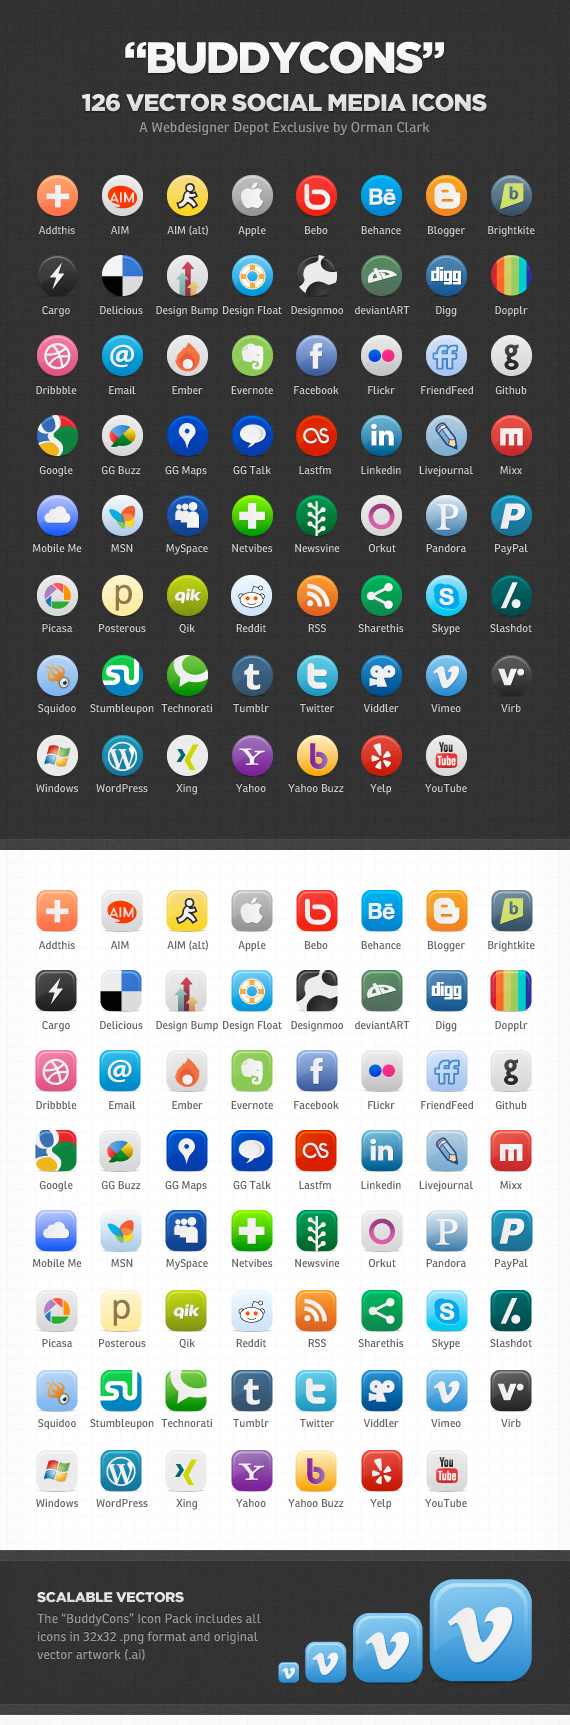 “BUDDYCONS”
126 VECTOR SOCIAL MEDIA ICONS
A Webdesigner Depot Exclusive by Orman Clark
AIM Bē b
Addthis AIM AIM (alt) Apple Bebo Behance Blogger Brightkite
digg
Cargo Delicious Design Bump Design Float Designmoo deviantART Digg Dopplr
@ f ff g
Dribbble Email Ember Evernote Facebook Flickr FriendFeed Github
in m
Google GG Buzz GG Maps GG Talk Lastfm Linkedin Livejournal Mixx
P P
Mobile Me MSN MySpace Netvibes Newsvine Orkut Pandora PayPal
p qik S /.
Picasa Posterous Qik Reddit RSS Sharethis Skype Slashdot
t t v v
Squidoo Stumbleupon Technorati Tumblr Twitter Viddler Vimeo Virb
W Y b You
Tube
Windows WordPress Xing Yahoo Yahoo Buzz Yelp YouTube
AIM Bē b
Addthis AIM AIM (alt) Apple Bebo Behance Blogger Brightkite
digg
Cargo Delicious Design Bump Design Float Designmoo deviantART Digg Dopplr
@ f ff g
Dribbble Email Ember Evernote Facebook Flickr FriendFeed Github
in m
Google GG Buzz GG Maps GG Talk Lastfm Linkedin Livejournal Mixx
P P
Mobile Me MSN MySpace Netvibes Newsvine Orkut Pandora PayPal
p qik S /.
Picasa Posterous Qik Reddit RSS Sharethis Skype Slashdot
t t v v
Squidoo Stumbleupon Technorati Tumblr Twitter Viddler Vimeo Virb
W Y b You
Tube
Windows WordPress Xing Yahoo Yahoo Buzz Yelp YouTube
SCALABLE VECTORS
The "BuddyCons" Icon Pack includes all
icons in 32x32 .png format and original
vector artwork (.ai)
v v v v